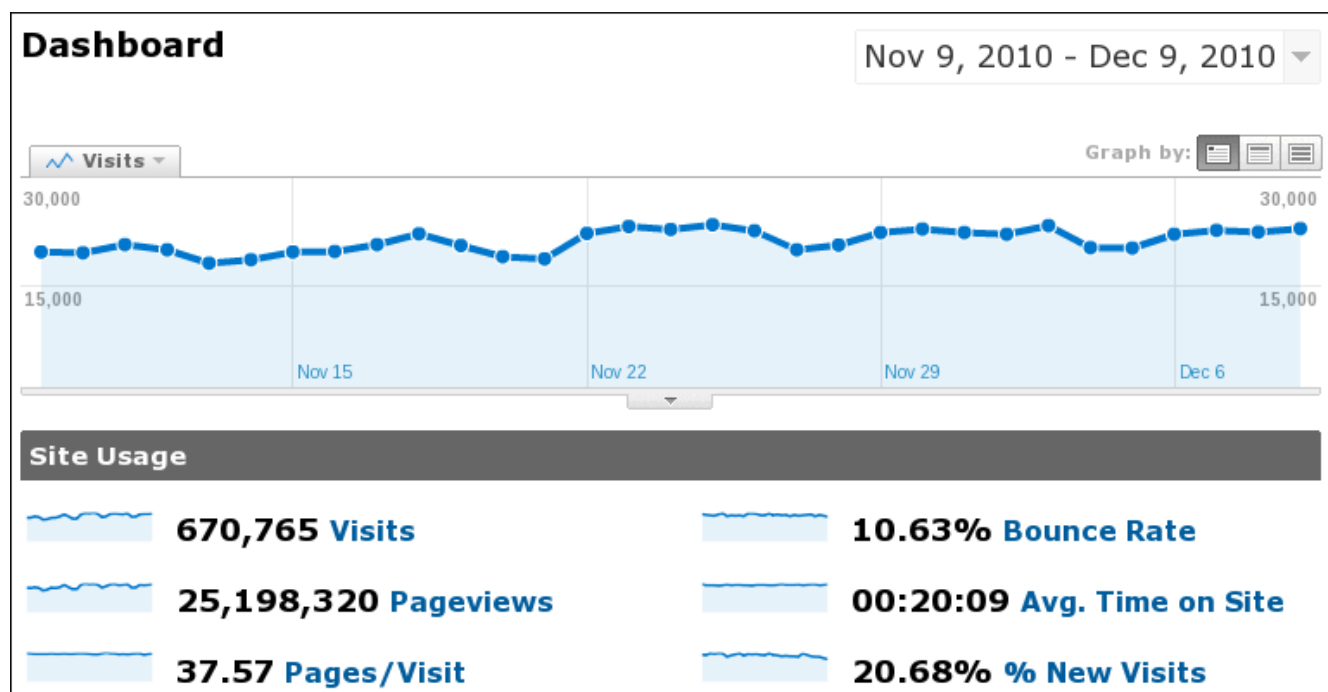 Dashboard
Nov 9, 2010 - Dec 9, 2010
Visits
Graph by:
30,000 30,000
15,000 15,000
Nov 15 Nov 22 Nov 29 Dec 6
Site Usage
670,765 Visits
10.63% Bounce Rate
25,198,320 Pageviews
00:20:09 Avg. Time on Site
37.57 Pages/Visit
20.68% % New Visits